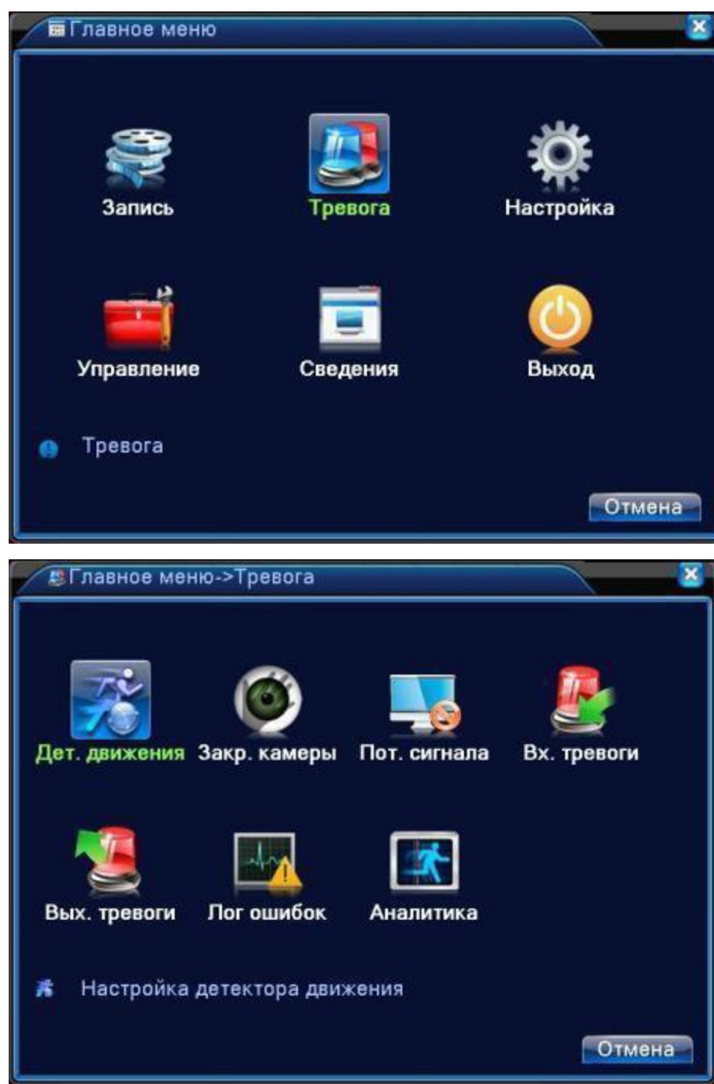 Главное меню
Запись Тревога Настройка
Управление Сведения Выход
Тревога
Отмена
Главное меню->Тревога
Дет. движения Закр. камеры Пот. сигнала Вх. тревоги
Вых. тревоги Лог ошибок Аналитика
Настройка детектора движения
Отмена